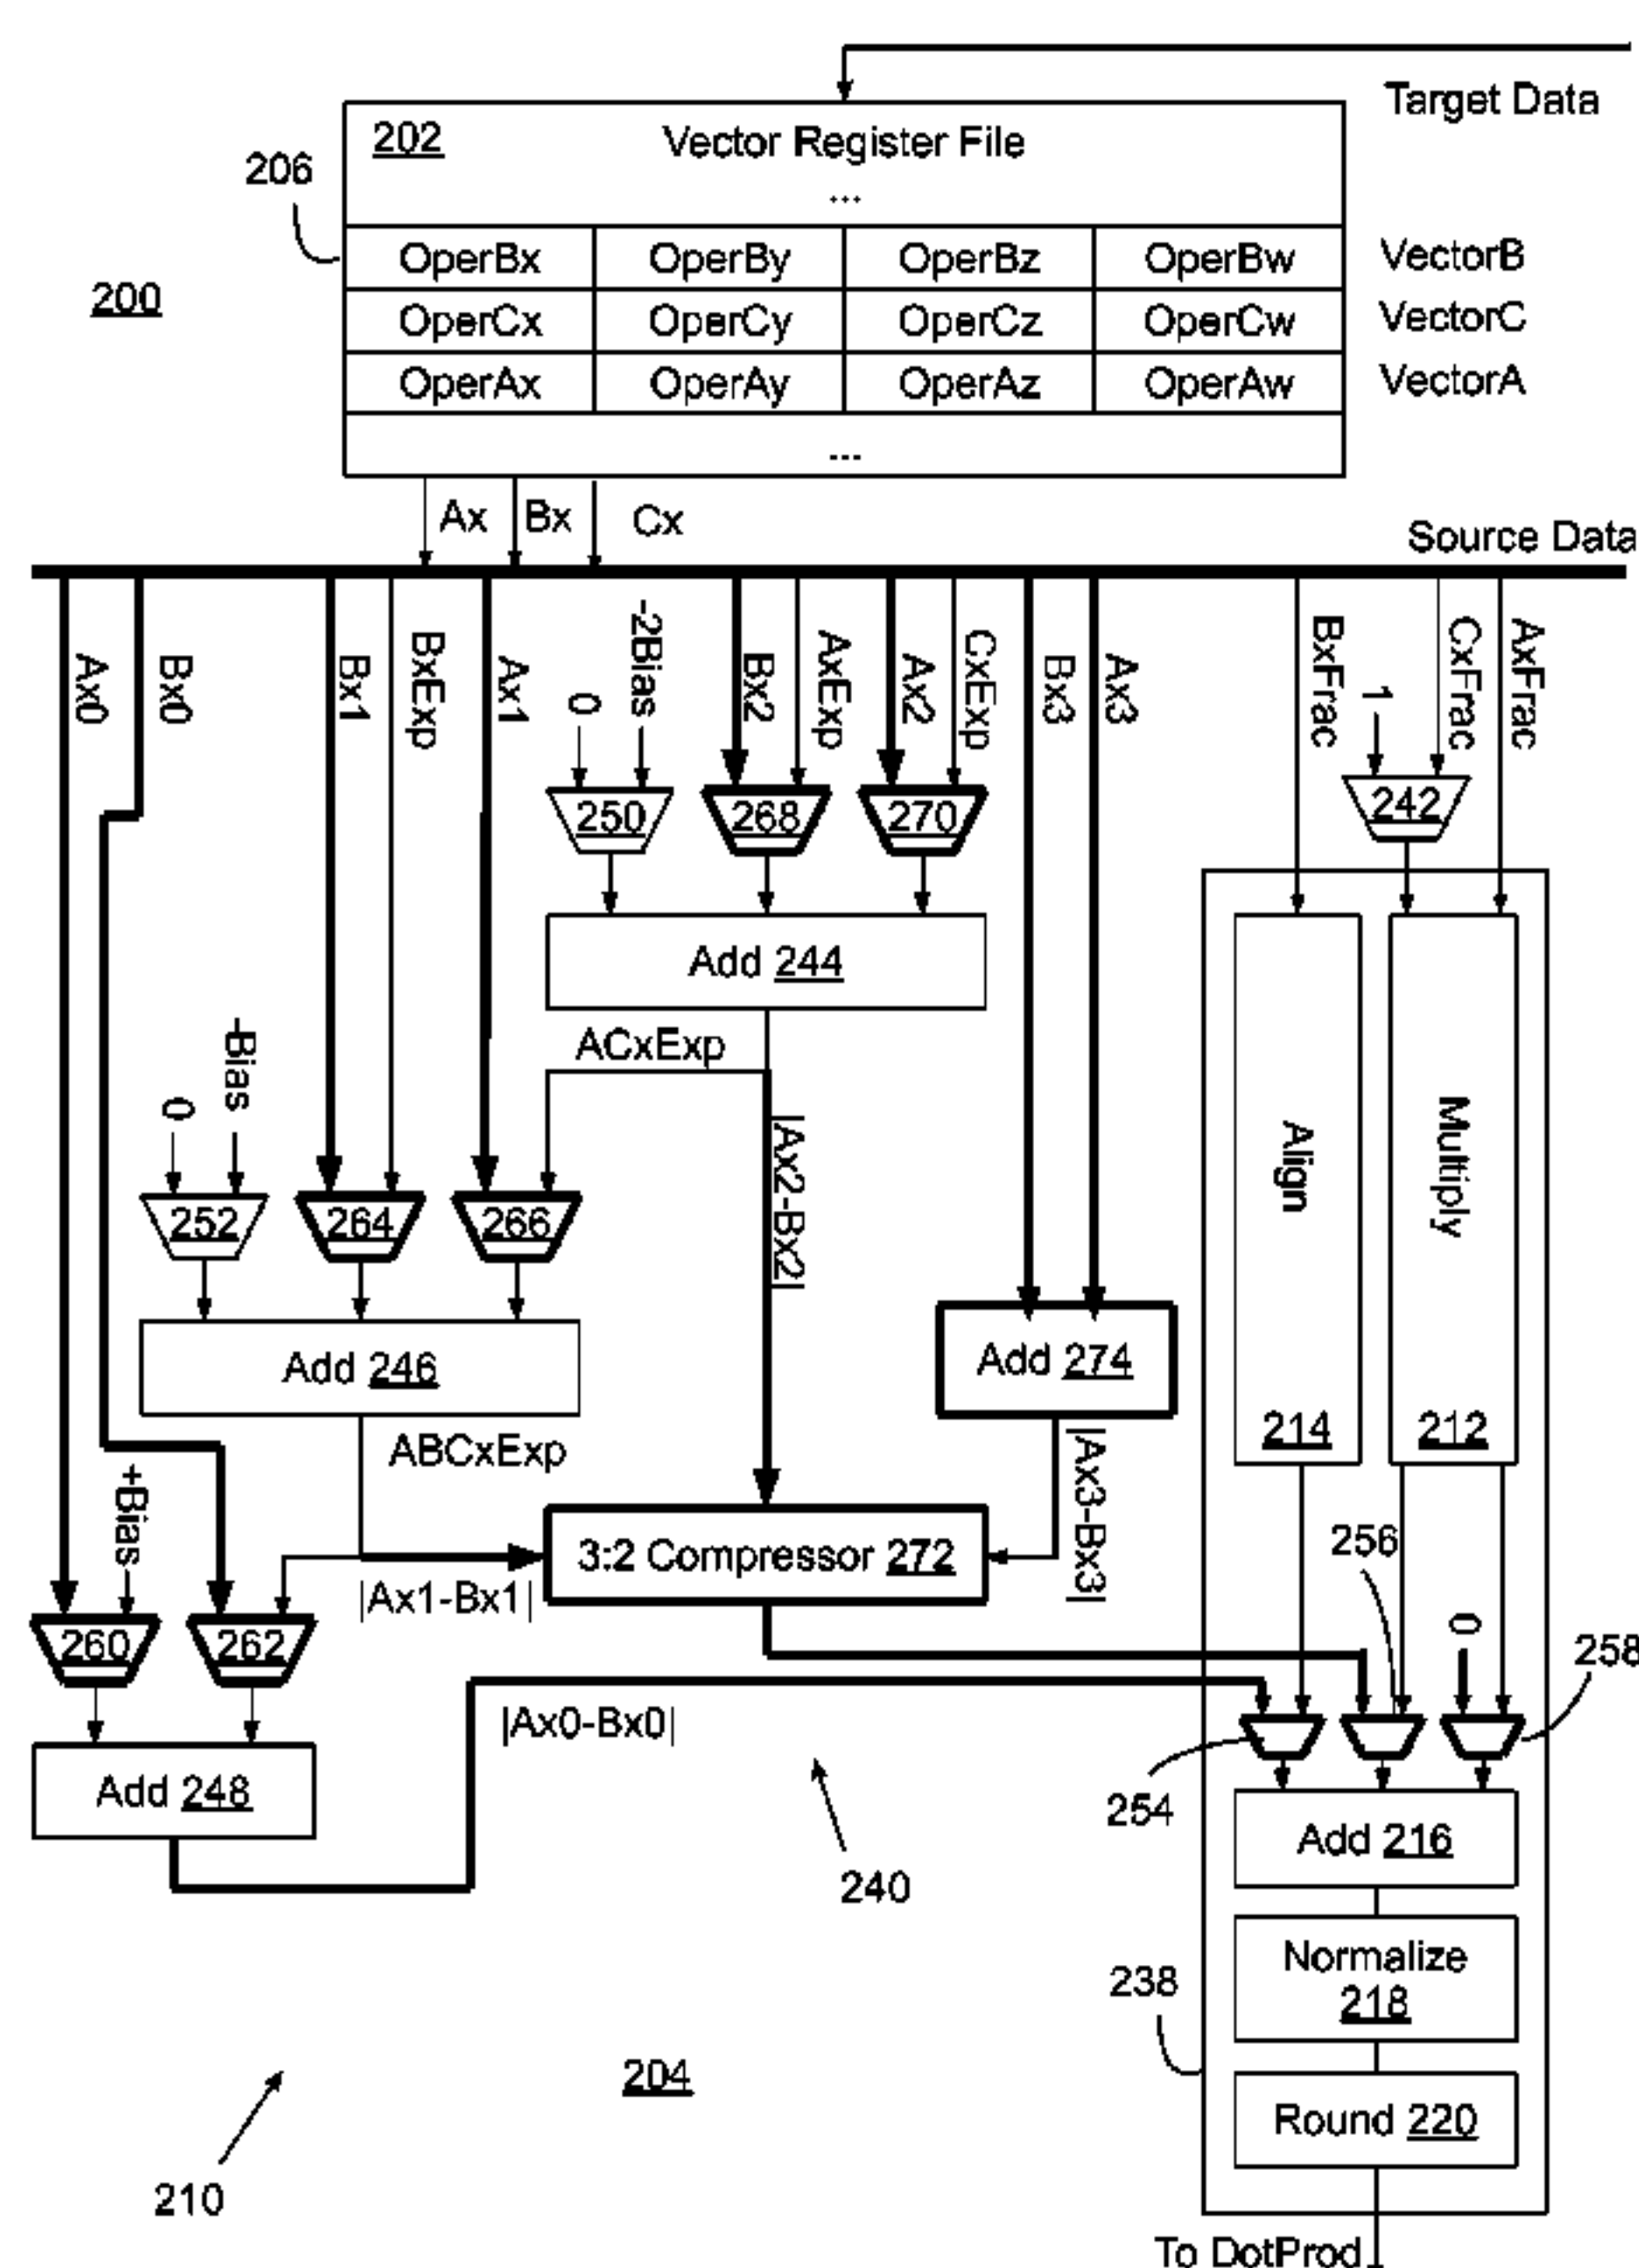 Target Data
202 Vector Register File
...
206
OperBx OperBy OperBz OperBw VectorB
200
OperCx OperCy OperCz OperCw VectorC
OperAx OperAy OperAz OperAw VectorA
...
Ax Bx Cx
Source Data
Ax0
Bx0
Bx1
BxExp
Ax1
0
-2Bias
Bx2
AxExp
Ax2
CxExp
Bx3
Ax3
BxFrac
1
CxFrac
AxFrac
250
268
270
242
Add 244
ACxExp
0
-Bias
|Ax2-Bx2|
Align
Multiply
252
264
266
Add 246
Add 274
214
212
ABCxExp
|Ax3-Bx3|
+Bias
256
3:2 Compressor 272
|Ax1-Bx1|
0
258
260
262
|Ax0-Bx0|
254
Add 248
240
Add 216
238
Normalize
218
204
Round 220
210
To DotProd